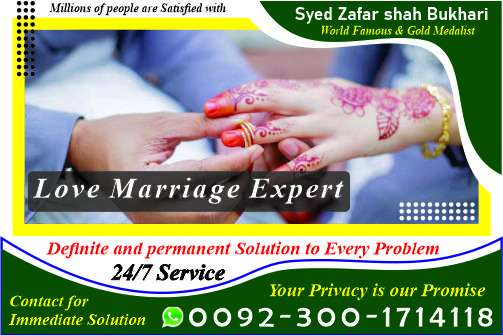 Millions of people are Satisfied with
Syed Zafar shah Bukhari
World Famous & Gold Medalist
Love Marriage Expert
Definite and permanent Solution to Every Problem
24/7 Service
Your Privacy is our Promise
Contact for
Immediate Solution
0092-300-1714118